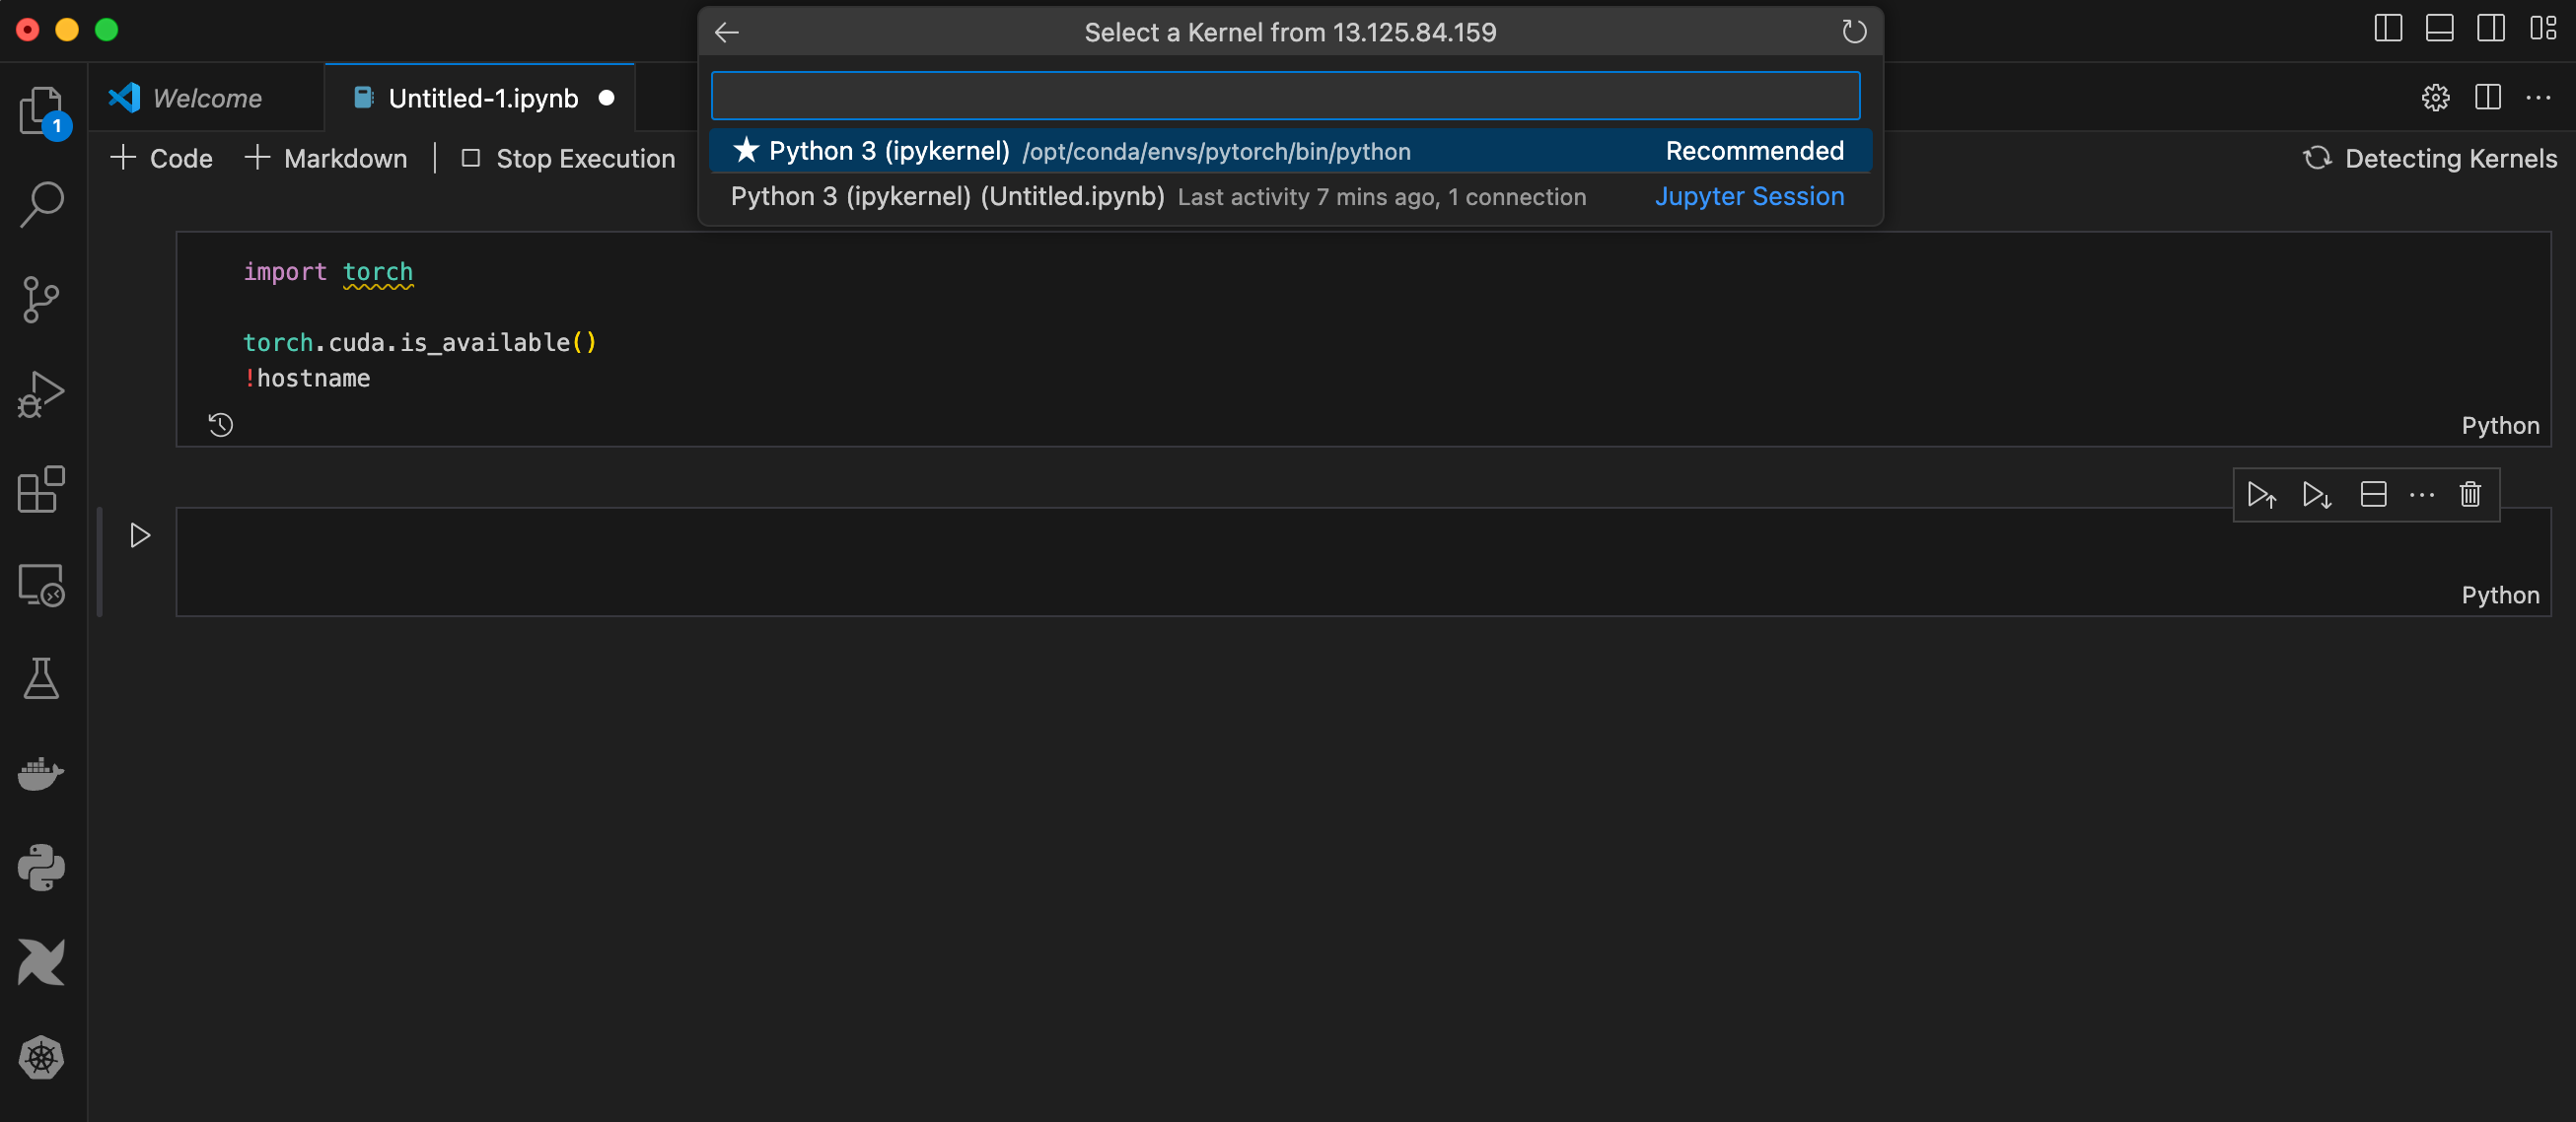 Select a Kernel from 13.125.84.159
Welcome
Untitled-1.ipynb
1
★ Python 3 (ipykernel) /opt/conda/envs/pytorch/bin/python Recommended
Python 3 (ipykernel) (Untitled.ipynb) Last activity 7 mins ago, 1 connection Jupyter Session
+ Code + Markdown Stop Execution
Detecting Kernels
import torch
torch.cuda.is_available()
!hostname
Python
Python